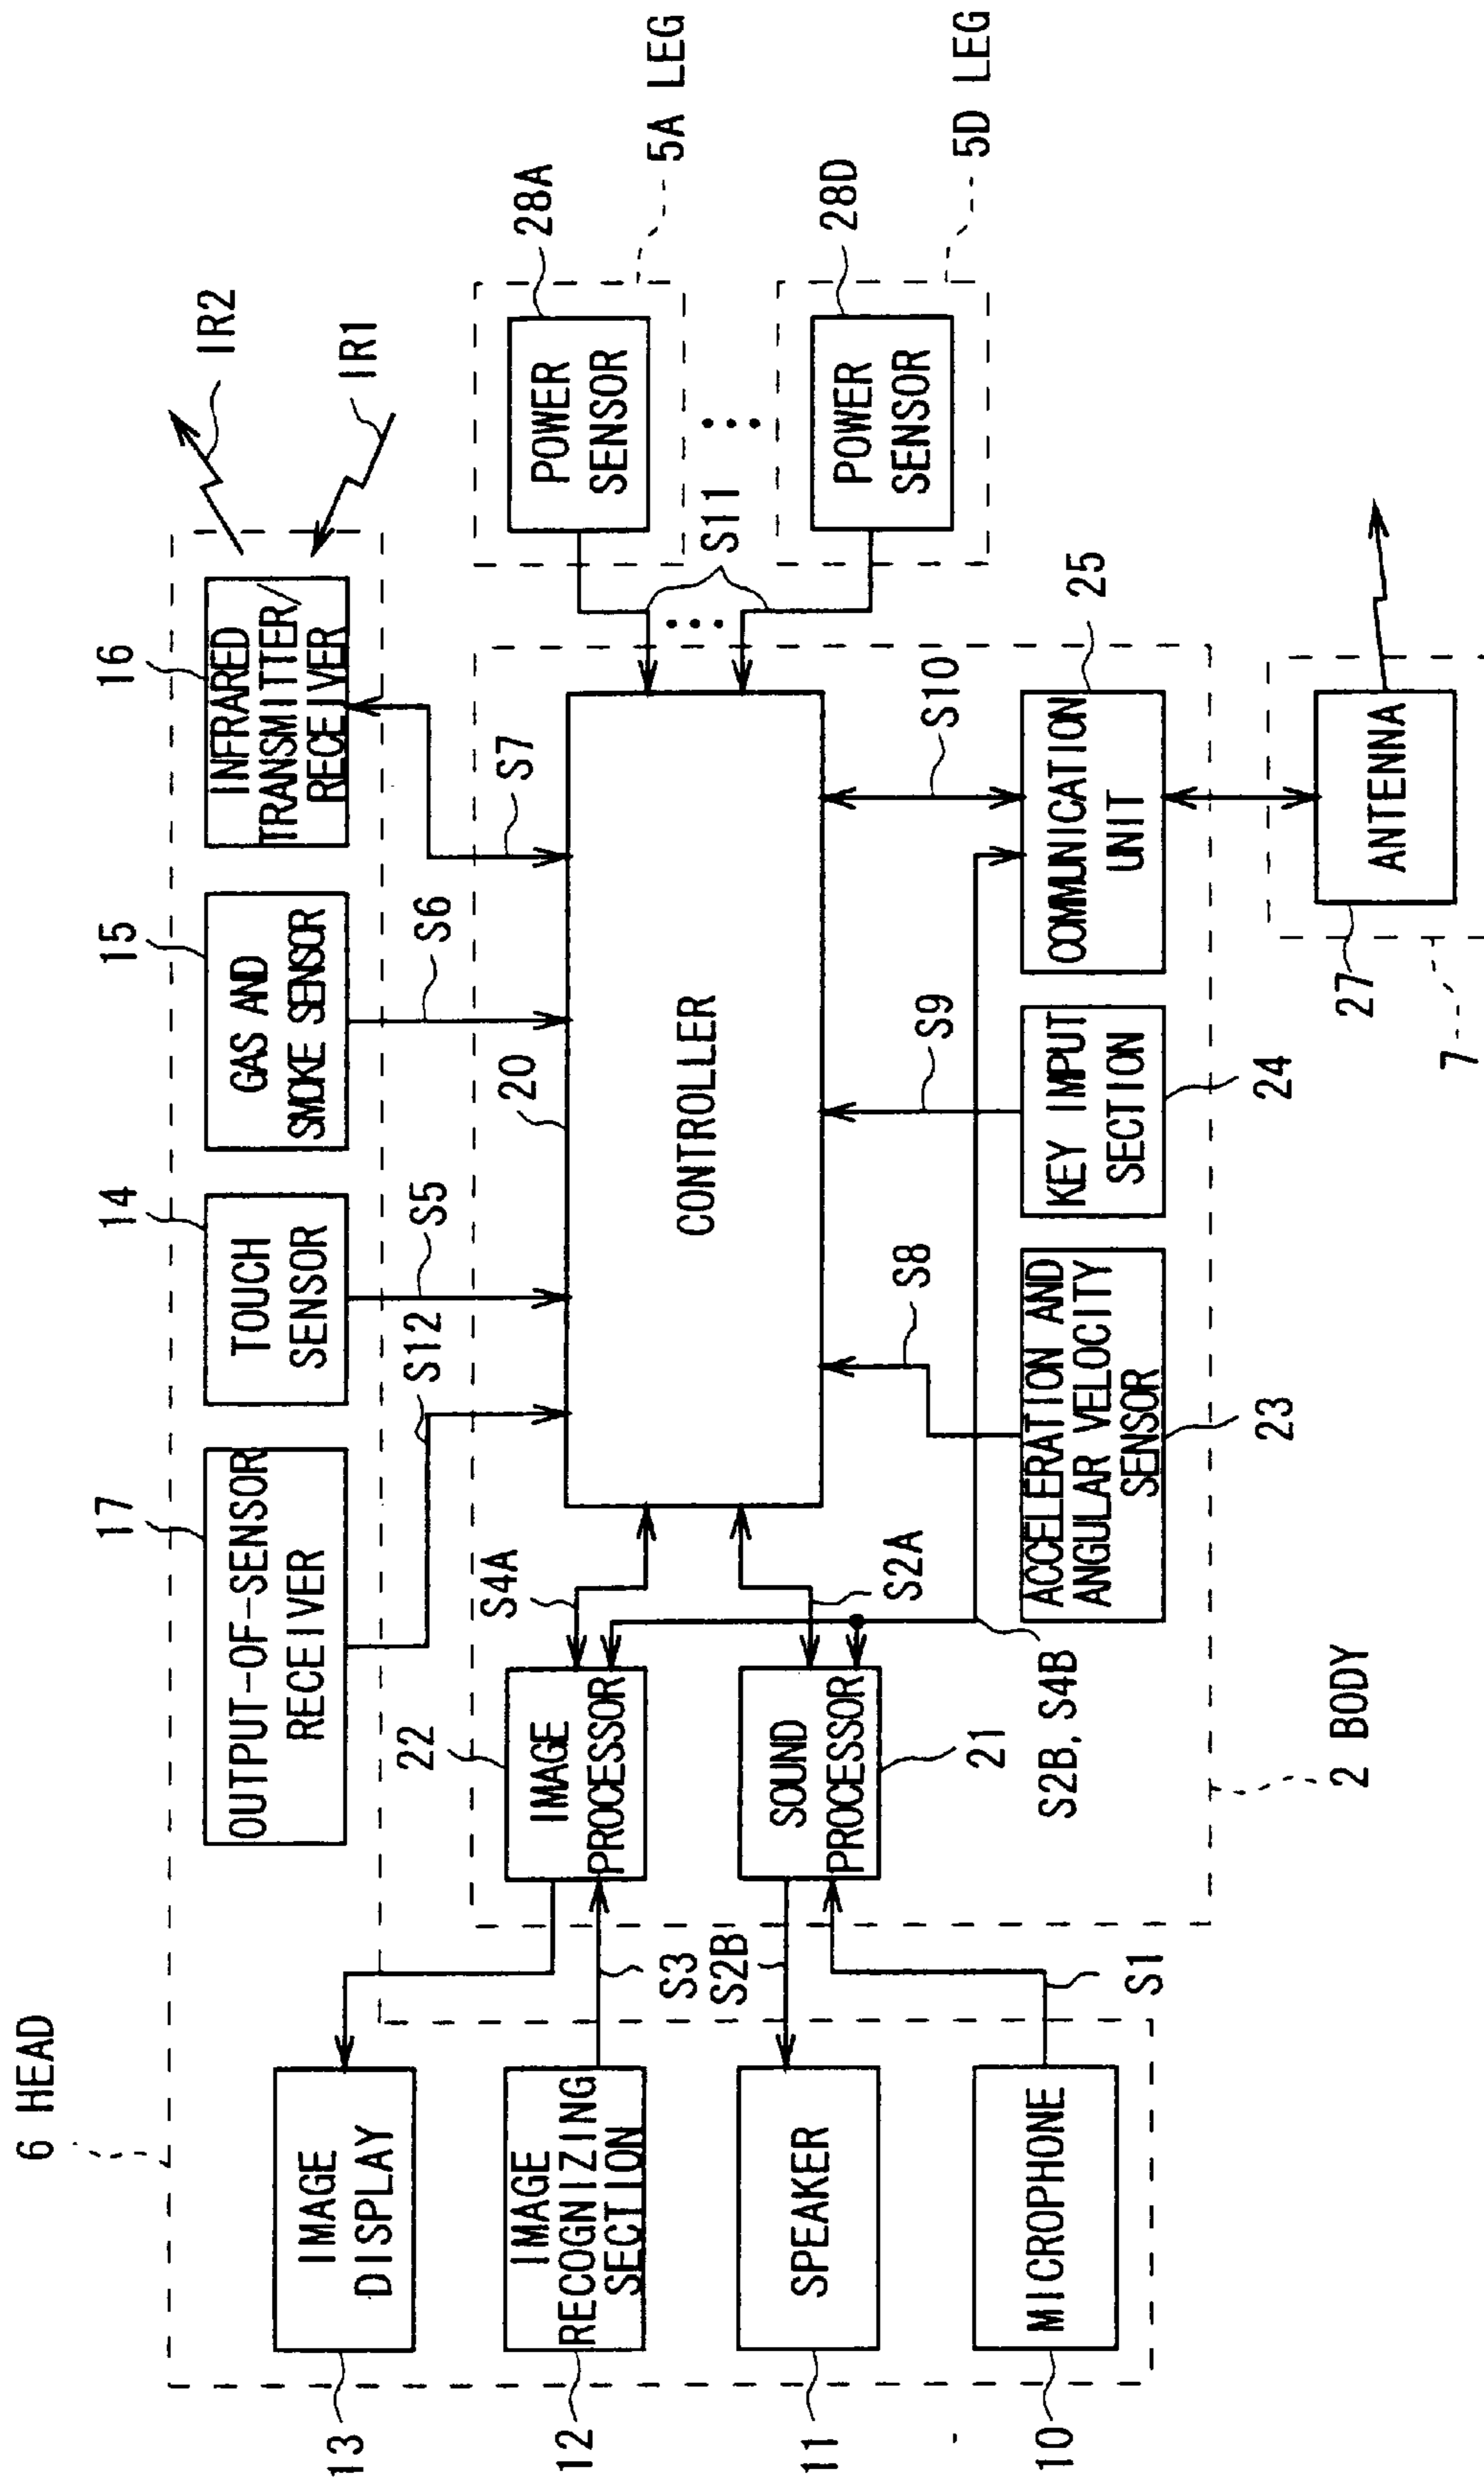 6 HEAD
16
15
14
17
IR2
IR1
INFRARED
TRANSMITTER/
RECEIVER
GAS AND
SMOKE SENSOR
TOUCH
SENSOR
OUTPUT-OF-SENSOR
RECEIVER
S7
S6
S5
S12
13
IMAGE
DISPLAY
12
IMAGE
RECOGNIZING
SECTION
11
SPEAKER
10
MICROPHONE
S3
S2B
S1
22
IMAGE
PROCESSOR
21
SOUND
PROCESSOR
S4A
S2A
S2B, S4B
2 BODY
20
CONTROLLER
S8
S9
S10
S11
28A
POWER
SENSOR
5A LEG
28D
POWER
SENSOR
5D LEG
ACCELERATION AND
ANGULAR VELOCITY
SENSOR
23
KEY IMPUT
SECTION
24
COMMUNICATION
UNIT
25
ANTENNA
27
7